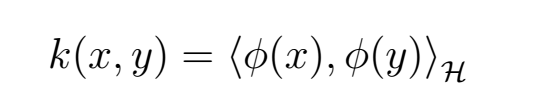 k(x, y) = ⟨ϕ(x), ϕ(y)⟩_ℋ